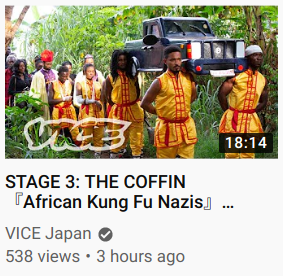 VICE
18:14
STAGE 3: THE COFFIN
『African Kung Fu Nazis』 ...
VICE Japan
538 views • 3 hours ago